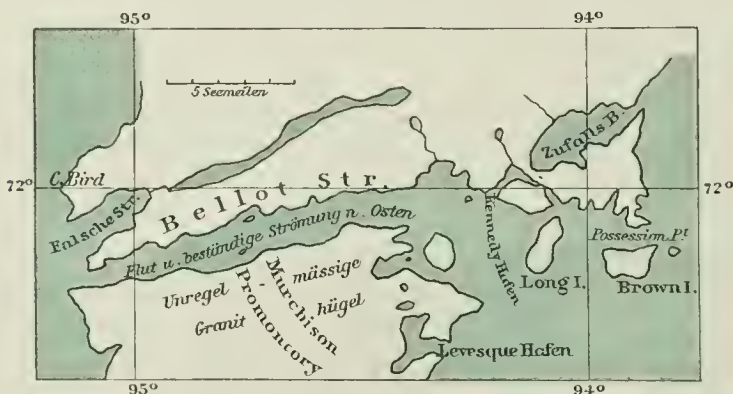 95° 94°
5 Seemeilen
Zufalls B.
C. Bird
72° 72°
Bellot Str.
Falsche Str.
Kennedy Hafen
Flut u. beständige Strömung n. Osten
Possession Pt.
Unregel - mässige
Granit hügel
Murchison
Promoncory
Long I.
Brown I.
Levesque Hafen
95° 94°